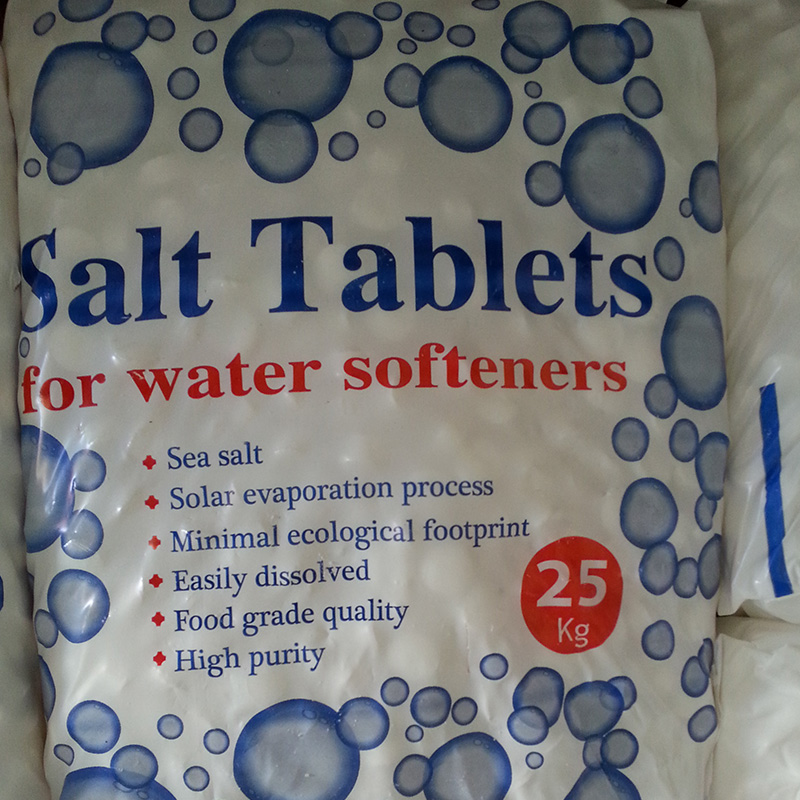 Salt Tablets
for water softeners
Sea salt
Solar evaporation process
Minimal ecological footprint
Easily dissolved
Food grade quality
High purity
25
Kg